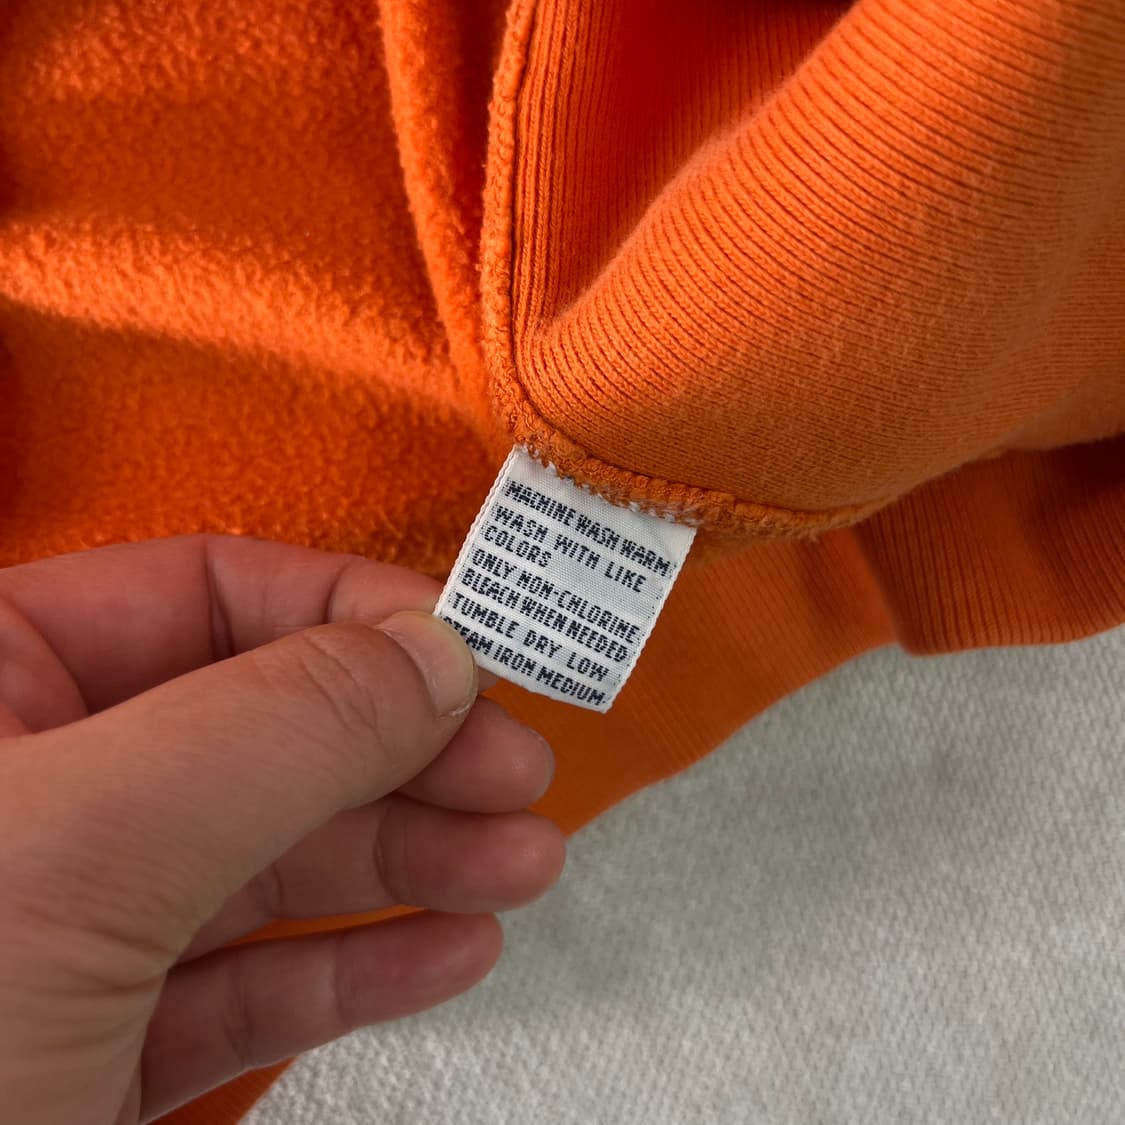 MACHINE WASH WARM
WASH WITH LIKE
COLORS
ONLY NON-CHLORINE
BLEACH WHEN NEEDED
TUMBLE DRY LOW
STEAM IRON MEDIUM